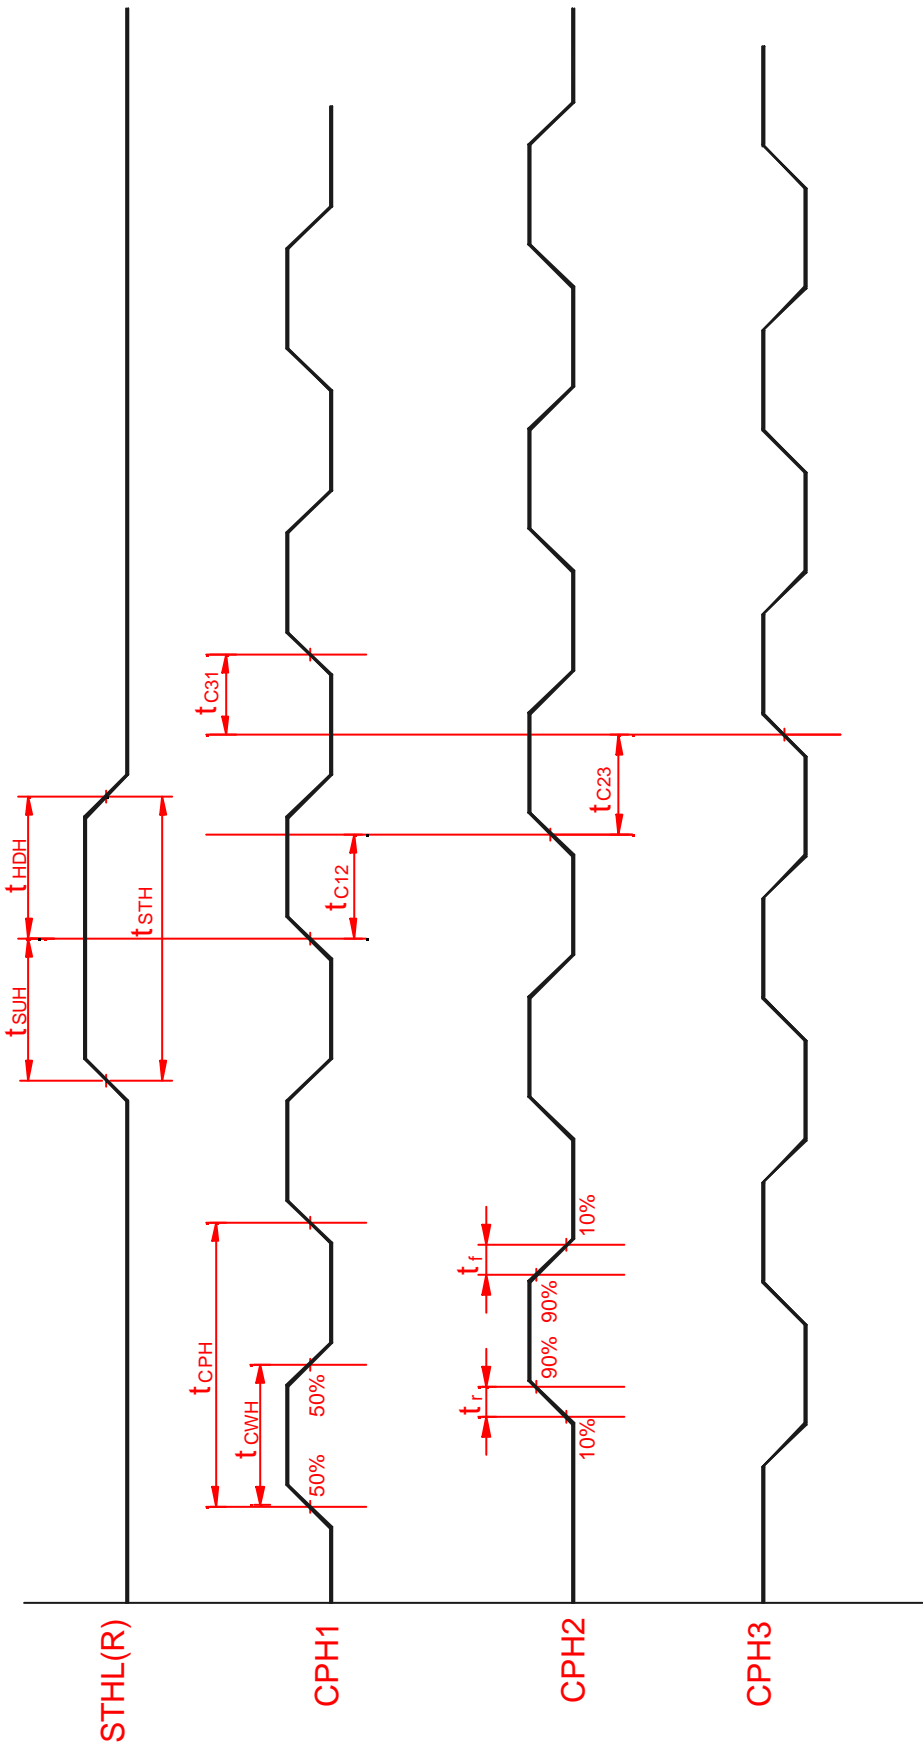 STHL(R)
tSUH
tHDH
tSTH
CPH1
tCPH
tCWH
50%
50%
tC12
tC31
CPH2
tr
tf
10%
90%
90%
10%
tC23
CPH3